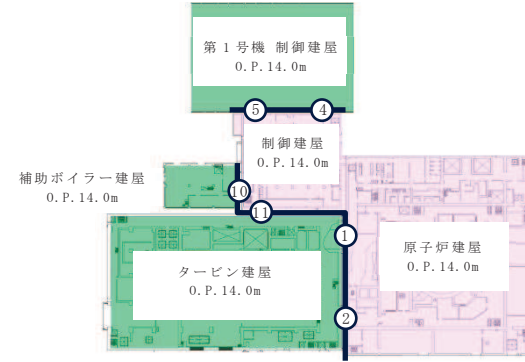 第1号機 制御建屋
O.P.14.0m
⑤
④
制御建屋
O.P.14.0m
補助ボイラー建屋
O.P.14.0m
⑩
⑪
①
原子炉建屋
O.P.14.0m
タービン建屋
O.P.14.0m
②